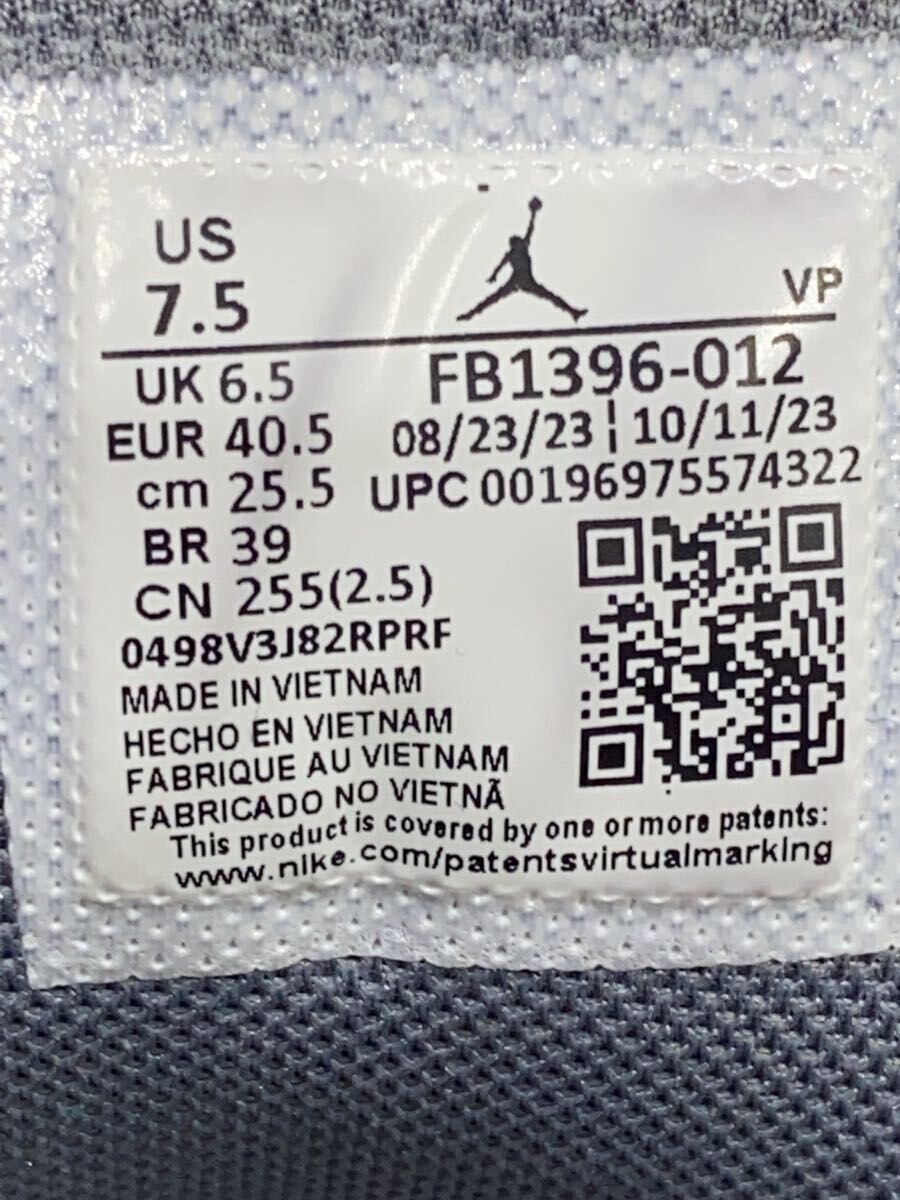 US
7.5
VP
UK 6.5
FB1396-012
EUR 40.5
08/23/23 | 10/11/23
cm 25.5
UPC 001969755574322
BR 39
CN 255(2.5)
0498V3J82RPRF
MADE IN VIETNAM
HECHO EN VIETNAM
FABRIQUE AU VIETNAM
FABRICADO NO VIETNÃ
This product is covered by one or more patents:
www.nike.com/patentsvirtualmarking